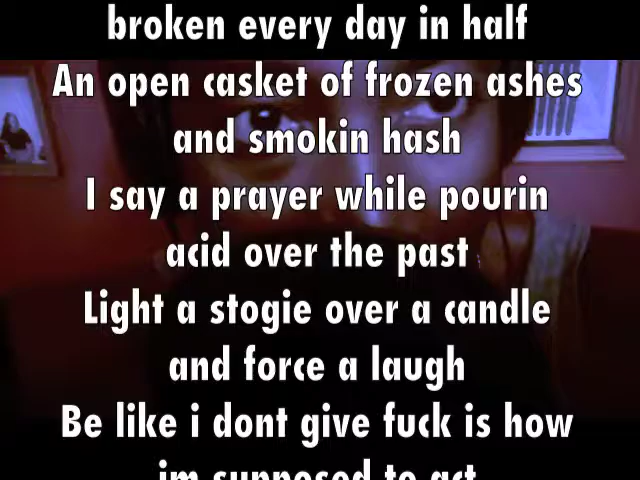 broken every day in half
An open casket of frozen ashes
and smokin hash
I say a prayer while pourin
acid over the past
Light a stogie over a candle
and force a laugh
Be like i dont give fuck is how
im supposed to act